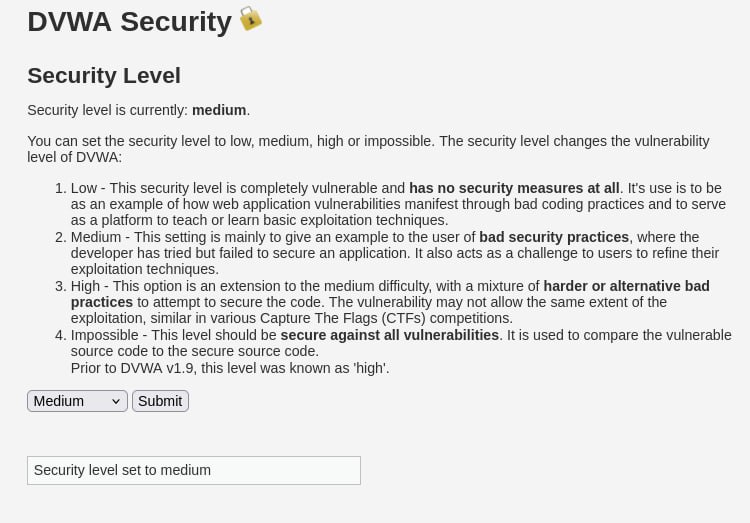 DVWA Security
Security Level
Security level is currently: medium.
You can set the security level to low, medium, high or impossible. The security level changes the vulnerability
level of DVWA:
1. Low - This security level is completely vulnerable and has no security measures at all. It's use is to be
as an example of how web application vulnerabilities manifest through bad coding practices and to serve
as a platform to teach or learn basic exploitation techniques.
2. Medium - This setting is mainly to give an example to the user of bad security practices, where the
developer has tried but failed to secure an application. It also acts as a challenge to users to refine their
exploitation techniques.
3. High - This option is an extension to the medium difficulty, with a mixture of harder or alternative bad
practices to attempt to secure the code. The vulnerability may not allow the same extent of the
exploitation, similar in various Capture The Flags (CTFs) competitions.
4. Impossible - This level should be secure against all vulnerabilities. It is used to compare the vulnerable
source code to the secure source code.
Prior to DVWA v1.9, this level was known as 'high'.
Medium Submit
Security level set to medium